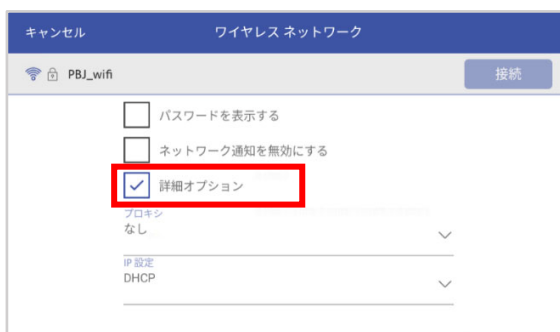 キャンセル ワイヤレス ネットワーク
PBJ_wifi 接続
パスワードを表示する
ネットワーク通知を無効にする
詳細オプション
プロキシ
なし
IP 設定
DHCP